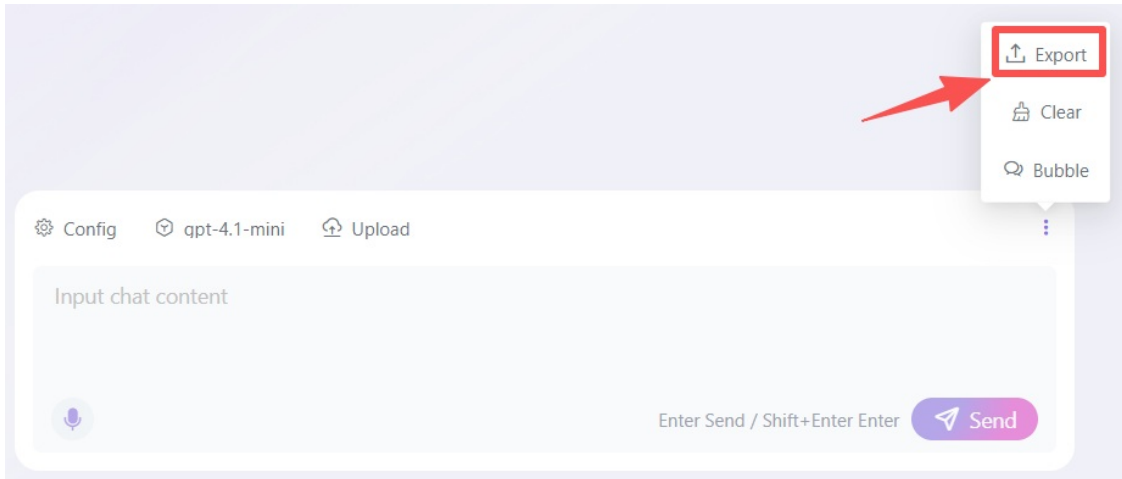 Export
Clear
Bubble
Config gpt-4.1-mini Upload
Input chat content
Enter Send / Shift+Enter Enter Send